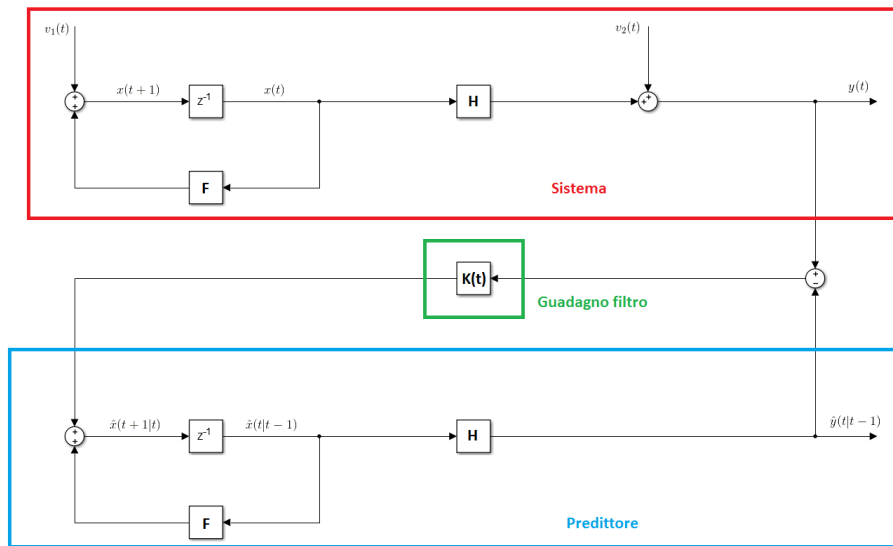 v₁(t)
v₂(t)
x(t+1)
z⁻¹
x(t)
H
y(t)
+
+
+
+
F
Sistema
K(t)
+
−
Guadagno filtro
x̂(t+1|t)
z⁻¹
x̂(t|t−1)
H
ŷ(t|t−1)
+
+
F
Predittore